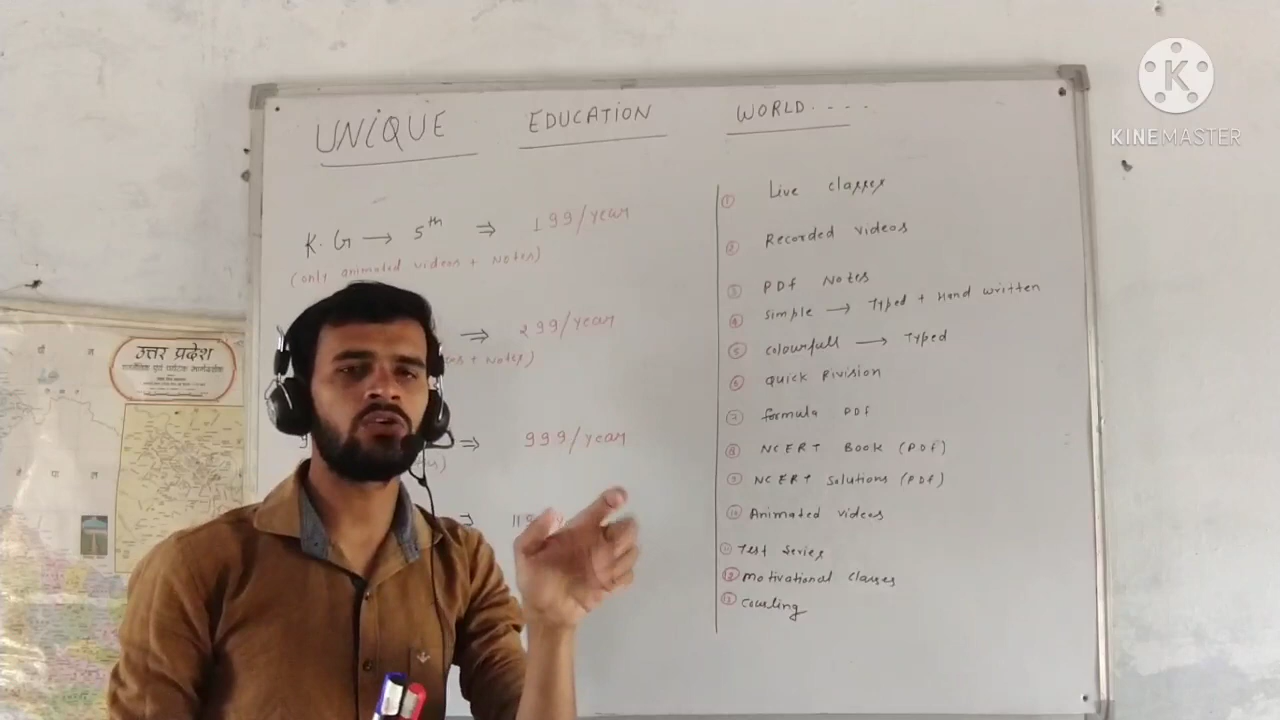 UNIQUE EDUCATION WORLD....
K.G → 5th ⇒ 199/year
(only animated videos + Notes)
⇒ 299/year
+ Notes)
⇒ 999/year
① Live classes
② Recorded videos
③ PDf Notes
④ simple → Typed + Hand written
⑤ colourfull → Typed
⑥ quick Rivision
⑦ formula PDF
⑧ NCERT Book (PDf)
⑨ NCERT Solutions (PDf)
⑩ Animated videos
⑪ Test series
⑫ motivational classes
⑬
उत्तर प्रदेश
K
KINEMASTER